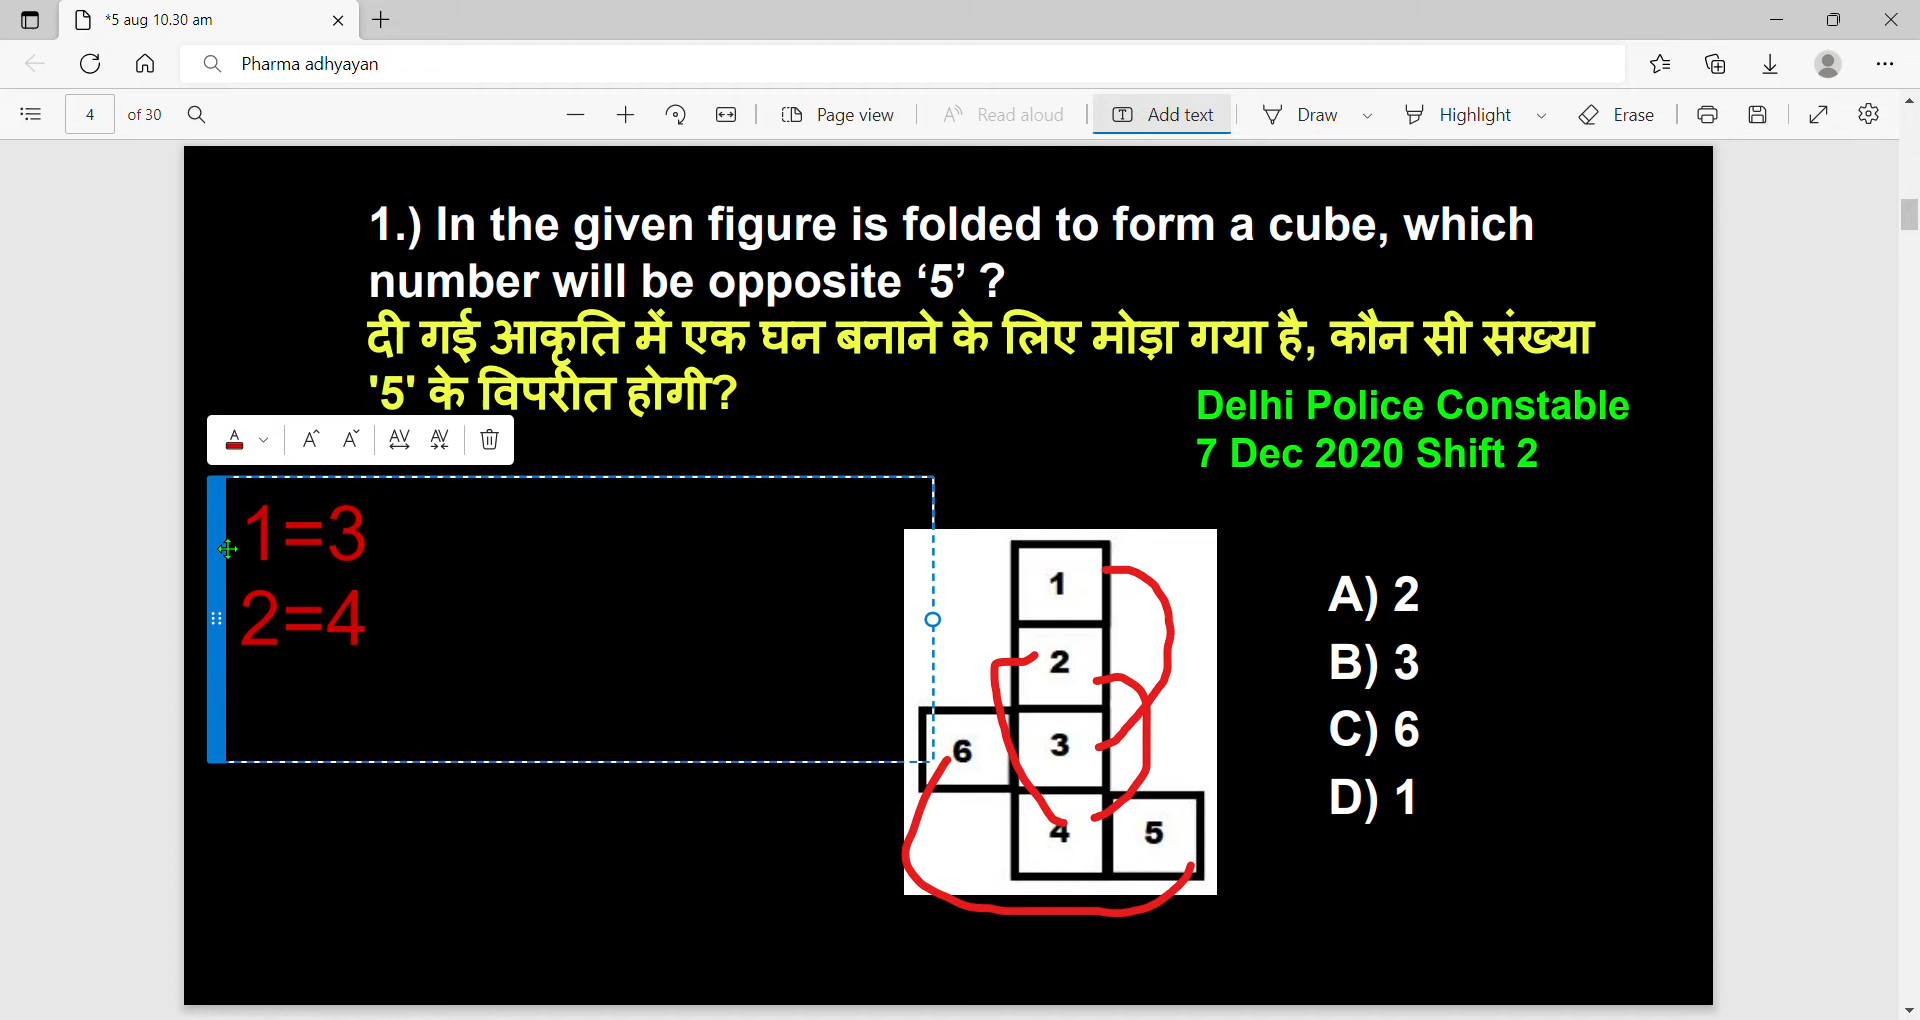 *5 aug 10.30 am
Pharma adhyayan
4 of 30
Page view
Read aloud
Add text
Draw
Highlight
Erase
1.) In the given figure is folded to form a cube, which
number will be opposite ‘5’ ?
दी गई आकृति में एक घन बनाने के लिए मोड़ा गया है, कौन सी संख्या
'5' के विपरीत होगी?
Delhi Police Constable
7 Dec 2020 Shift 2
1=3
2=4
1
2
6 3
4 5
A) 2
B) 3
C) 6
D) 1